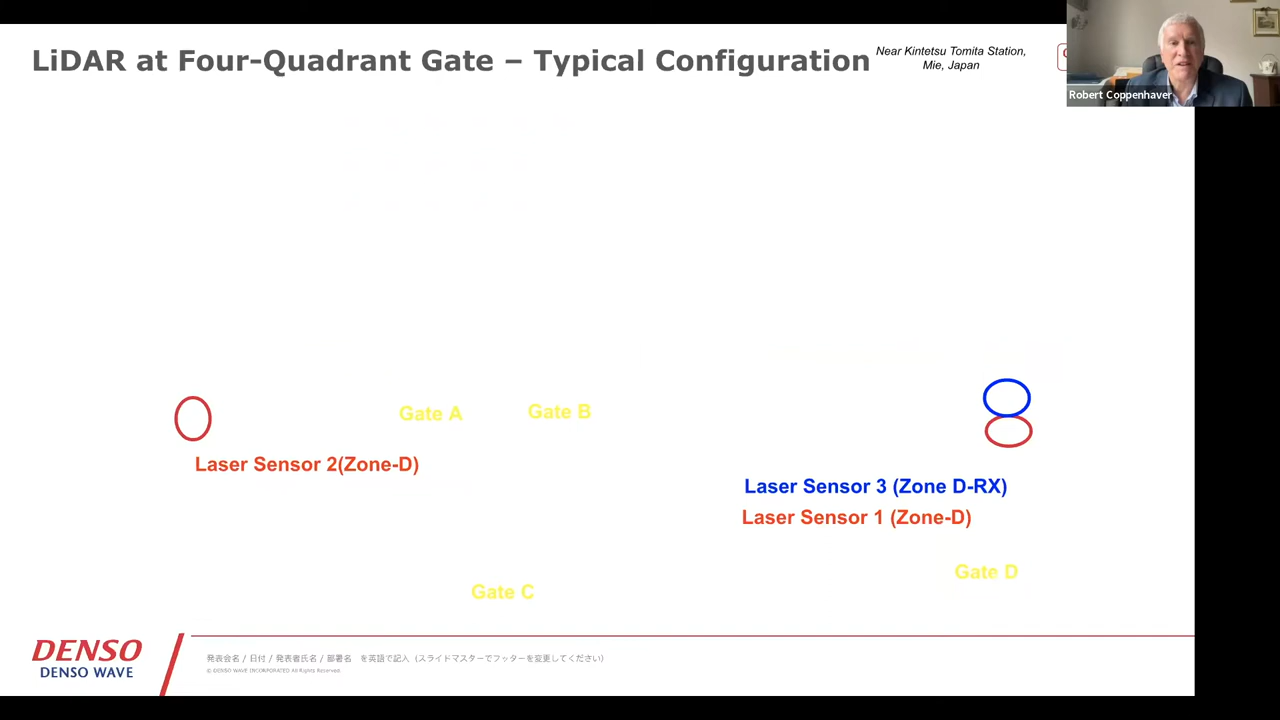 LiDAR at Four-Quadrant Gate – Typical Configuration
Near Kintetsu Tomita Station,
Mie, Japan
Robert Coppenhaver
Gate A
Gate B
Laser Sensor 2(Zone-D)
Laser Sensor 3 (Zone D-RX)
Laser Sensor 1 (Zone-D)
Gate D
Gate C
DENSO
DENSO WAVE
発表会名 / 日付 / 発表者氏名 / 部署名 を英語で記入 (スライドマスターでフッターを変更してください)
© DENSO WAVE INCORPORATED All Rights Reserved.